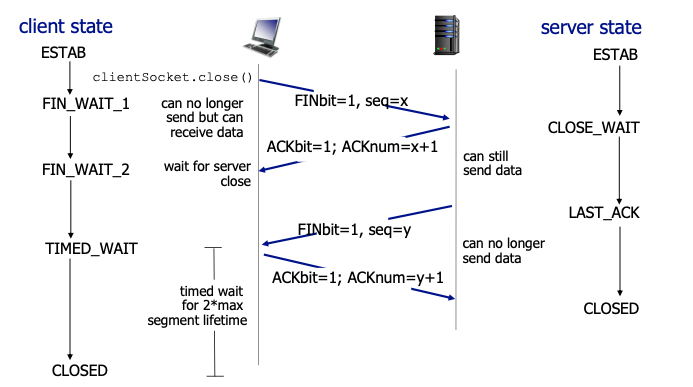 client state
server state
ESTAB
ESTAB
clientSocket.close()
FINbit=1, seq=x
FIN_WAIT_1
can no longer
send but can
receive data
CLOSE_WAIT
ACKbit=1; ACKnum=x+1
can still
send data
FIN_WAIT_2
wait for server
close
LAST_ACK
FINbit=1, seq=y
TIMED_WAIT
can no longer
send data
ACKbit=1; ACKnum=y+1
timed wait
for 2*max
segment lifetime
CLOSED
CLOSED